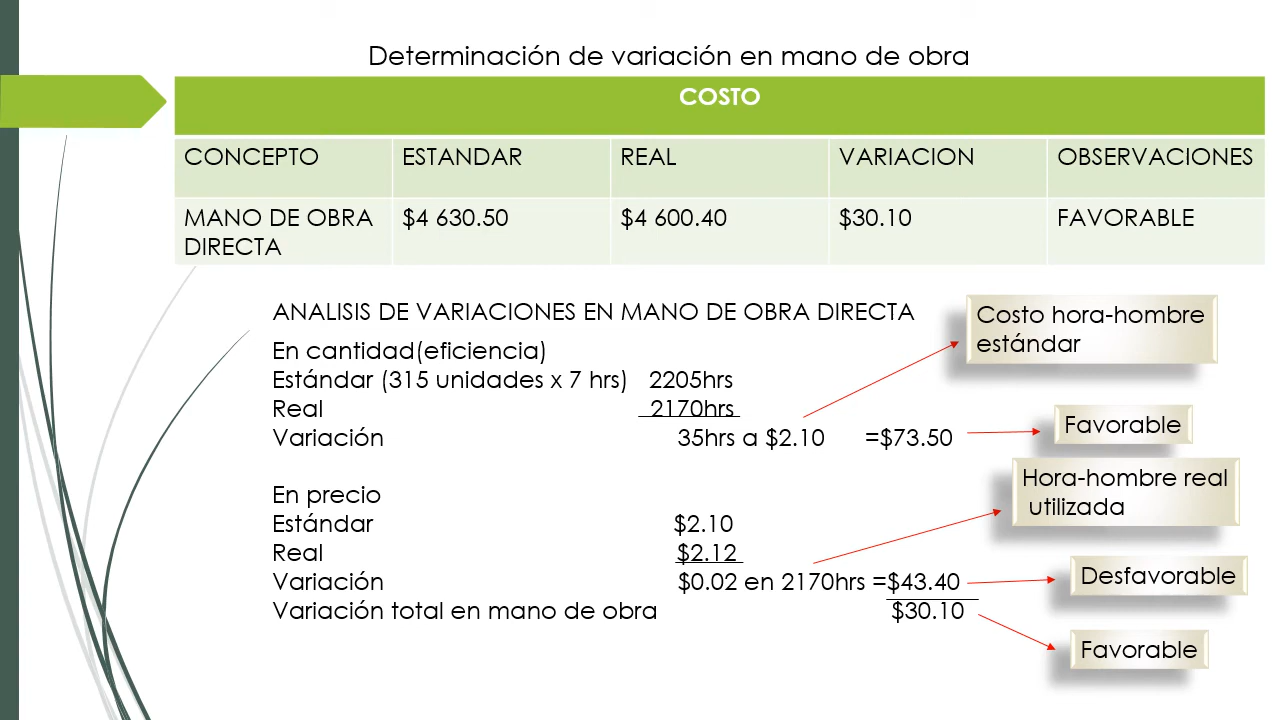 Determinación de variación en mano de obra
COSTO
CONCEPTO ESTANDAR REAL VARIACION OBSERVACIONES
MANO DE OBRA DIRECTA $4 630.50 $4 600.40 $30.10 FAVORABLE
ANALISIS DE VARIACIONES EN MANO DE OBRA DIRECTA
Costo hora-hombre
estándar
En cantidad(eficiencia)
Estándar (315 unidades x 7 hrs) 2205hrs
Real 2170hrs
Variación 35hrs a $2.10 =$73.50
Favorable
Hora-hombre real
utilizada
En precio
Estándar $2.10
Real $2.12
Variación $0.02 en 2170hrs =$43.40
Desfavorable
Variación total en mano de obra $30.10
Favorable